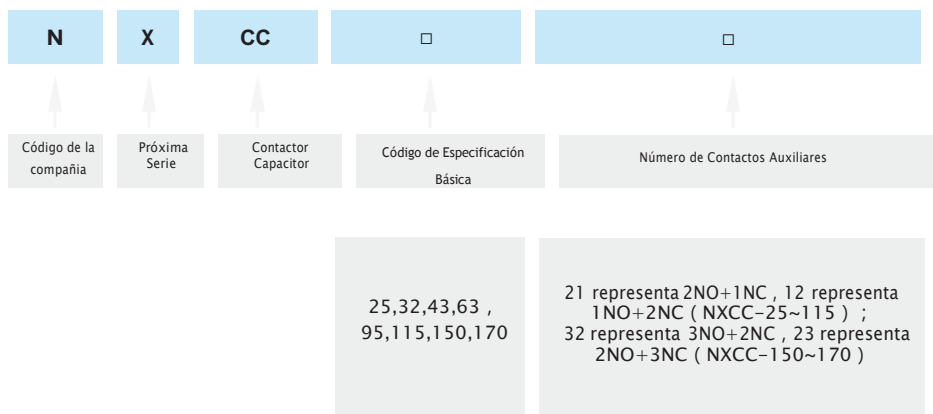 N X CC □ □
Código de la
compañia
Próxima
Serie
Contactor
Capacitor
Código de Especificación
Básica
Número de Contactos Auxiliares
25,32,43,63 ,
95,115,150,170
21 representa 2NO+1NC , 12 representa
1NO+2NC ( NXCC-25~115 ) ;
32 representa 3NO+2NC , 23 representa
2NO+3NC ( NXCC-150~170 )